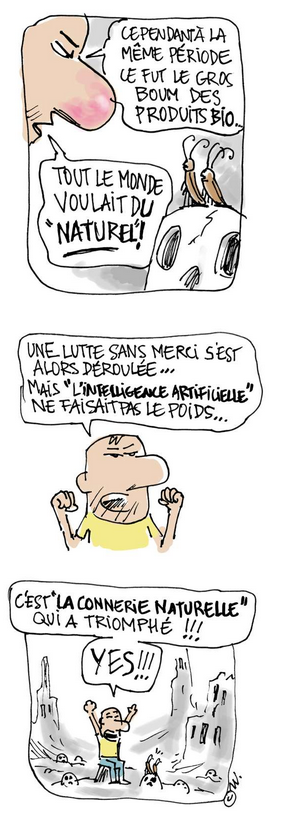 CEPENDANT À LA
MÊME PÉRIODE
CE FUT LE GROS
BOUM DES
PRODUITS BIO...
TOUT LE MONDE
VOULAIT DU
"NATUREL"!
UNE LUTTE SANS MERCI S'EST
ALORS DÉROULÉE...
MAIS "L'INTELLIGENCE ARTIFICIELLE"
NE FAISAIT PAS LE POIDS...
C'EST "LA CONNERIE NATURELLE"
QUI A TRIOMPHÉ !!!
YES!!!
©W.